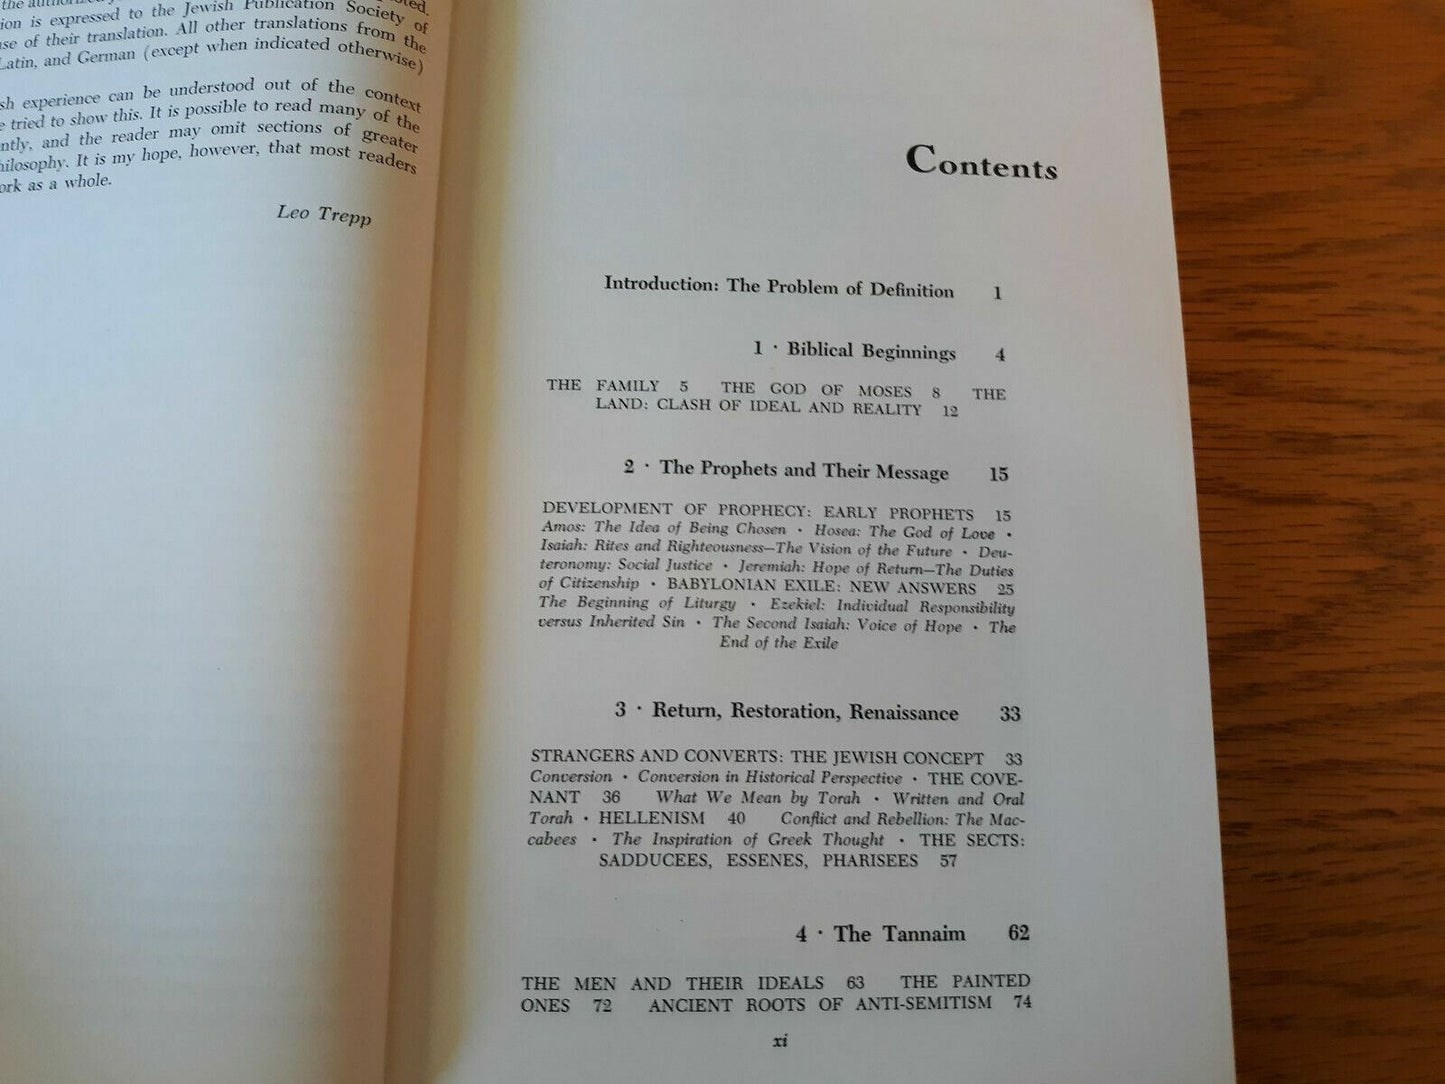 the authorized
ion is expressed to the Jewish Publication Society of
se of their translation. All other translations from the
Latin, and German (except when indicated otherwise)
sh experience can be understood out of the context
e tried to show this. It is possible to read many of the
ntly, and the reader may omit sections of greater
hilosophy. It is my hope, however, that most readers
ork as a whole.
Leo Trepp
Contents
Introduction: The Problem of Definition 1
1 · Biblical Beginnings 4
THE FAMILY 5 THE GOD OF MOSES 8 THE
LAND: CLASH OF IDEAL AND REALITY 12
2 · The Prophets and Their Message 15
DEVELOPMENT OF PROPHECY: EARLY PROPHETS 15
Amos: The Idea of Being Chosen · Hosea: The God of Love ·
Isaiah: Rites and Righteousness—The Vision of the Future · Deu-
teronomy: Social Justice · Jeremiah: Hope of Return—The Duties
of Citizenship · BABYLONIAN EXILE: NEW ANSWERS 25
The Beginning of Liturgy · Ezekiel: Individual Responsibility
versus Inherited Sin · The Second Isaiah: Voice of Hope · The
End of the Exile
3 · Return, Restoration, Renaissance 33
STRANGERS AND CONVERTS: THE JEWISH CONCEPT 33
Conversion · Conversion in Historical Perspective · THE COVE-
NANT 36 What We Mean by Torah · Written and Oral
Torah · HELLENISM 40 Conflict and Rebellion: The Mac-
cabees · The Inspiration of Greek Thought · THE SECTS:
SADDUCEES, ESSENES, PHARISEES 57
4 · The Tannaim 62
THE MEN AND THEIR IDEALS 63 THE PAINTED
ONES 72 ANCIENT ROOTS OF ANTI-SEMITISM 74
xi